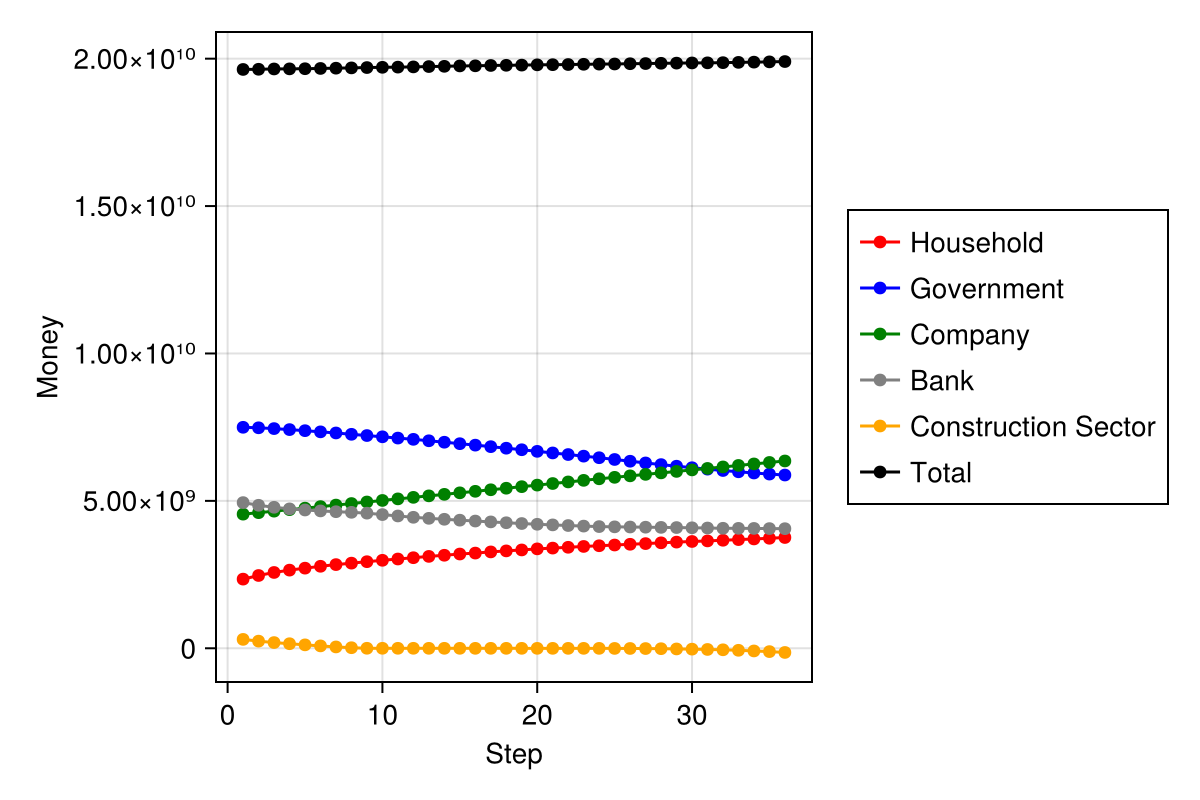 2.00×10¹⁰
1.50×10¹⁰
1.00×10¹⁰
5.00×10⁹
0
Money
0 10 20 30
Step
Household
Government
Company
Bank
Construction Sector
Total